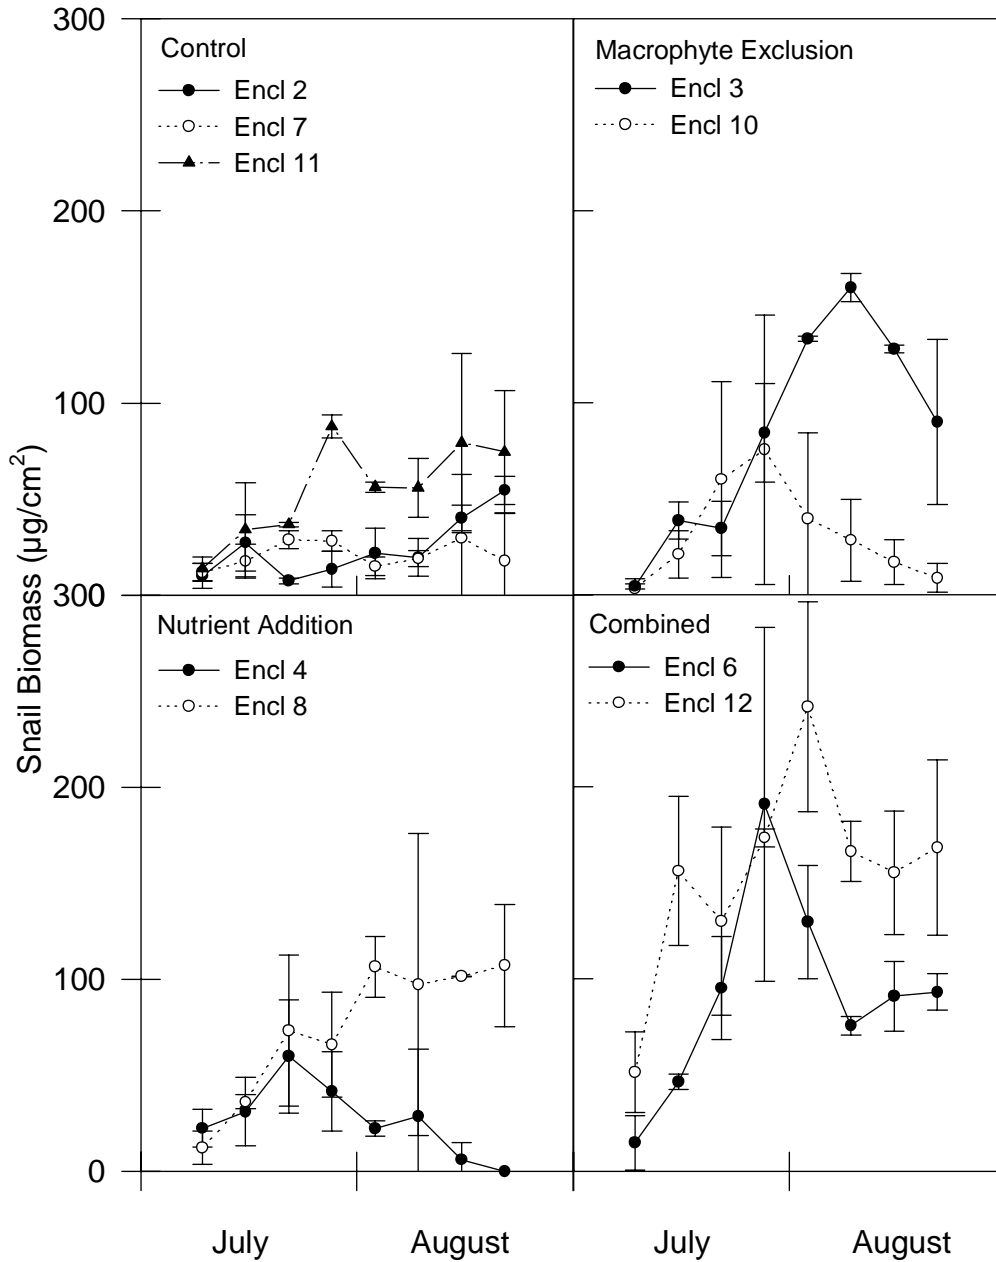 300
200
100
300
200
100
0
Snail Biomass (µg/cm²)
Control
Encl 2
Encl 7
Encl 11
Macrophyte Exclusion
Encl 3
Encl 10
Nutrient Addition
Encl 4
Encl 8
Combined
Encl 6
Encl 12
July August July August